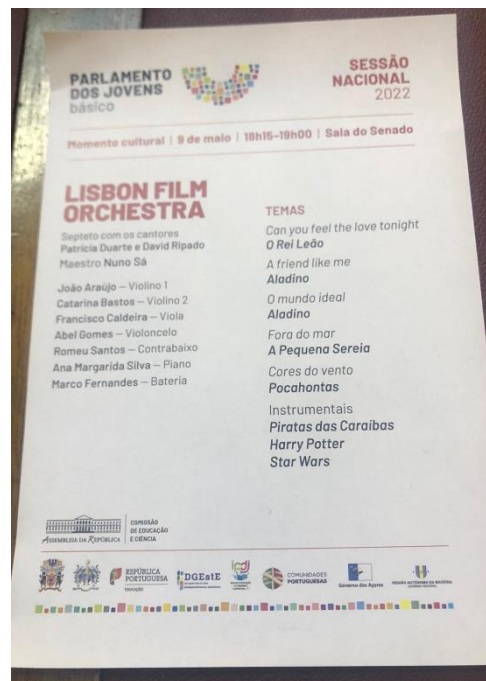 PARLAMENTO
DOS JOVENS
básico
SESSÃO
NACIONAL
2022
Momento cultural | 9 de maio | 18h15-19h00 | Sala do Senado
LISBON FILM
ORCHESTRA
Septeto com os cantores
Patrícia Duarte e David Ripado
Maestro Nuno Sá
João Araújo – Violino 1
Catarina Bastos – Violino 2
Francisco Caldeira – Viola
Abel Gomes – Violoncelo
Romeu Santos – Contrabaixo
Ana Margarida Silva – Piano
Marco Fernandes – Bateria
TEMAS
Can you feel the love tonight
O Rei Leão
A friend like me
Aladino
O mundo ideal
Aladino
Fora do mar
A Pequena Sereia
Cores do vento
Pocahontas
Instrumentais
Piratas das Caraíbas
Harry Potter
Star Wars
ASSEMBLEIA DA REPÚBLICA
COMISSÃO
DE EDUCAÇÃO
E CIÊNCIA
REPÚBLICA
PORTUGUESA
EDUCAÇÃO
DGEstE
COMUNIDADES
PORTUGUESAS
Governo dos Açores
REGIÃO AUTÓNOMA DA MADEIRA